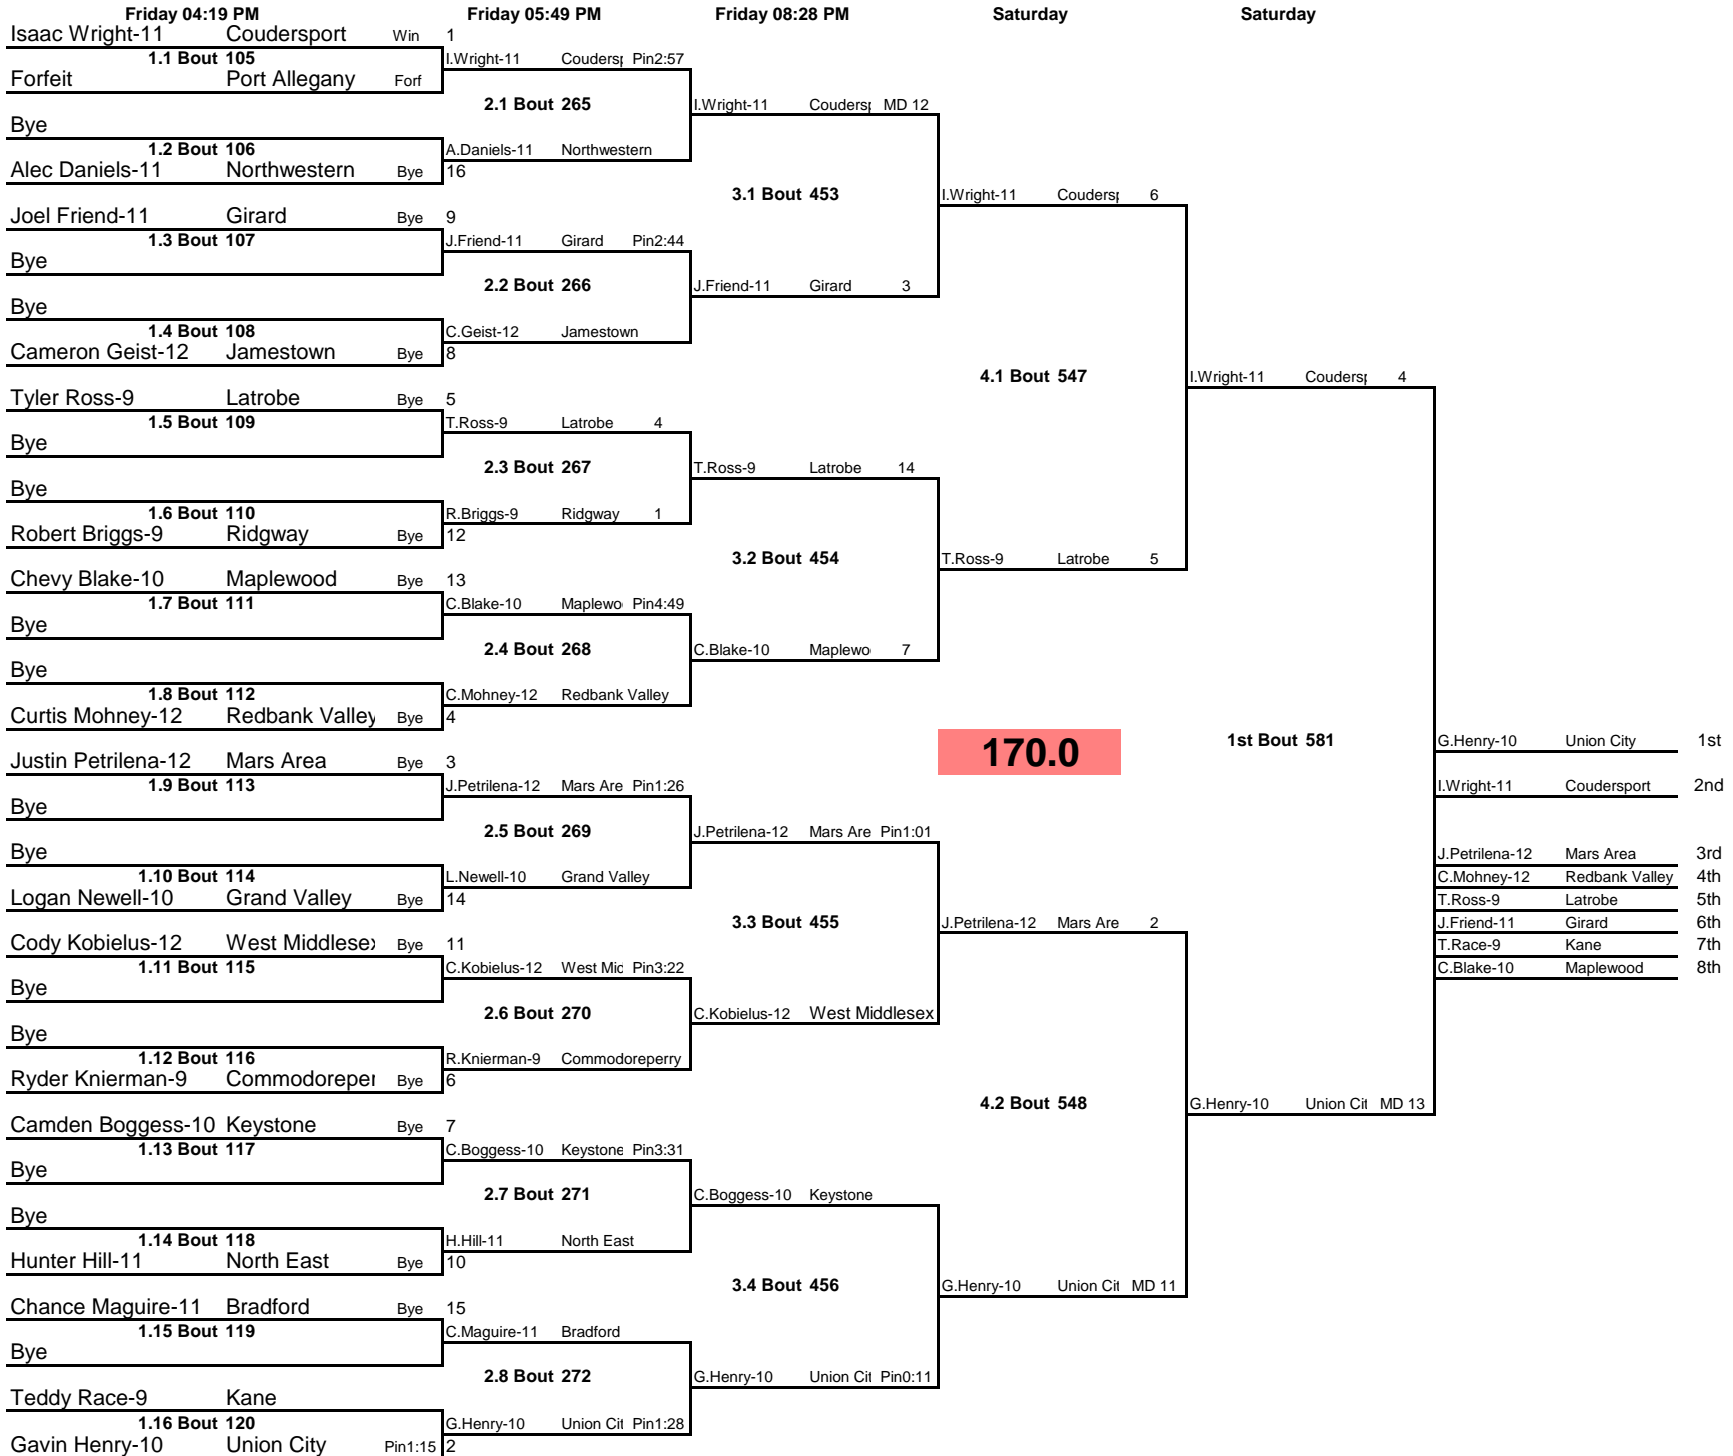 Friday 04:19 PM Friday 05:49 PM Friday 08:28 PM Saturday Saturday
Isaac Wright-11 Coudersport Win 1
1.1 Bout 105 I.Wright-11 Coudersp Pin2:57
Forfeit Port Allegany Forf
2.1 Bout 265 I.Wright-11 Coudersp MD 12
Bye
1.2 Bout 106 A.Daniels-11 Northwestern
Alec Daniels-11 Northwestern Bye 16
3.1 Bout 453 I.Wright-11 Coudersp 6
Joel Friend-11 Girard Bye 9
1.3 Bout 107 J.Friend-11 Girard Pin2:44
Bye
2.2 Bout 266 J.Friend-11 Girard 3
Bye
1.4 Bout 108 C.Geist-12 Jamestown
Cameron Geist-12 Jamestown Bye 8
4.1 Bout 547 I.Wright-11 Coudersp 4
Tyler Ross-9 Latrobe Bye 5
1.5 Bout 109 T.Ross-9 Latrobe 4
Bye
2.3 Bout 267 T.Ross-9 Latrobe 14
Bye
1.6 Bout 110 R.Briggs-9 Ridgway 1
Robert Briggs-9 Ridgway Bye 12
3.2 Bout 454 T.Ross-9 Latrobe 5
Chevy Blake-10 Maplewood Bye 13
1.7 Bout 111 C.Blake-10 Maplewo Pin4:49
Bye
2.4 Bout 268 C.Blake-10 Maplewo 7
Bye
1.8 Bout 112 C.Mohney-12 Redbank Valley
Curtis Mohney-12 Redbank Valley Bye 4
170.0 1st Bout 581 G.Henry-10 Union City 1st
Justin Petrilena-12 Mars Area Bye 3
1.9 Bout 113 J.Petrilena-12 Mars Are Pin1:26 I.Wright-11 Coudersport 2nd
Bye
2.5 Bout 269 J.Petrilena-12 Mars Are Pin1:01
Bye J.Petrilena-12 Mars Area 3rd
1.10 Bout 114 L.Newell-10 Grand Valley C.Mohney-12 Redbank Valley 4th
Logan Newell-10 Grand Valley Bye 14 T.Ross-9 Latrobe 5th
3.3 Bout 455 J.Petrilena-12 Mars Are 2 J.Friend-11 Girard 6th
Cody Kobielus-12 West Middlesex Bye 11 T.Race-9 Kane 7th
1.11 Bout 115 C.Kobielus-12 West Mid Pin3:22 C.Blake-10 Maplewood 8th
Bye
2.6 Bout 270 C.Kobielus-12 West Middlesex
Bye
1.12 Bout 116 R.Knierman-9 Commodoreperry
Ryder Knierman-9 Commodoreper Bye 6
4.2 Bout 548 G.Henry-10 Union Cit MD 13
Camden Boggess-10 Keystone Bye 7
1.13 Bout 117 C.Boggess-10 Keystone Pin3:31
Bye
2.7 Bout 271 C.Boggess-10 Keystone
Bye
1.14 Bout 118 H.Hill-11 North East
Hunter Hill-11 North East Bye 10
3.4 Bout 456 G.Henry-10 Union Cit MD 11
Chance Maguire-11 Bradford Bye 15
1.15 Bout 119 C.Maguire-11 Bradford
Bye
2.8 Bout 272 G.Henry-10 Union Cit Pin0:11
Teddy Race-9 Kane
1.16 Bout 120 G.Henry-10 Union Cit Pin1:28
Gavin Henry-10 Union City Pin1:15 2